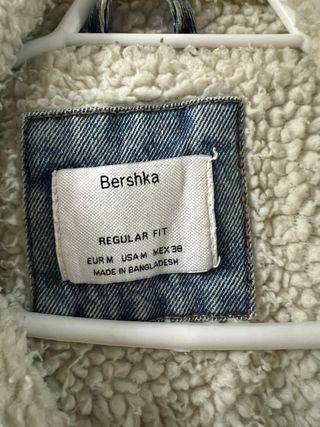 Bershka
REGULAR FIT
EUR M USA M MEX 38
MADE IN BANGLADESH